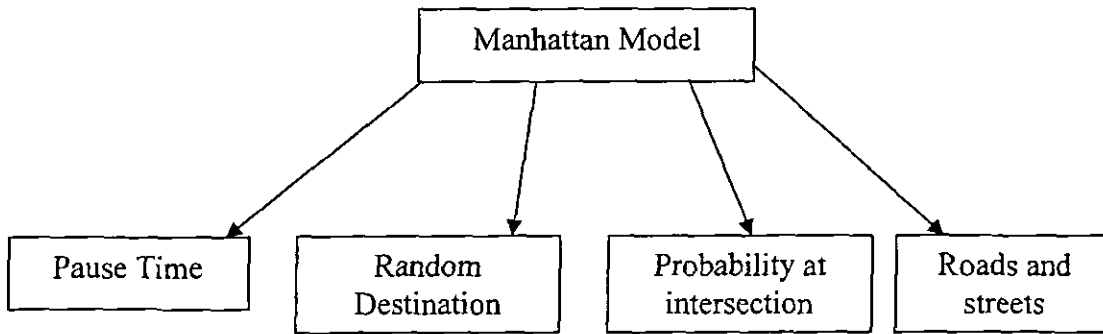 Manhattan Model
Pause Time
Random
Destination
Probability at
intersection
Roads and
streets